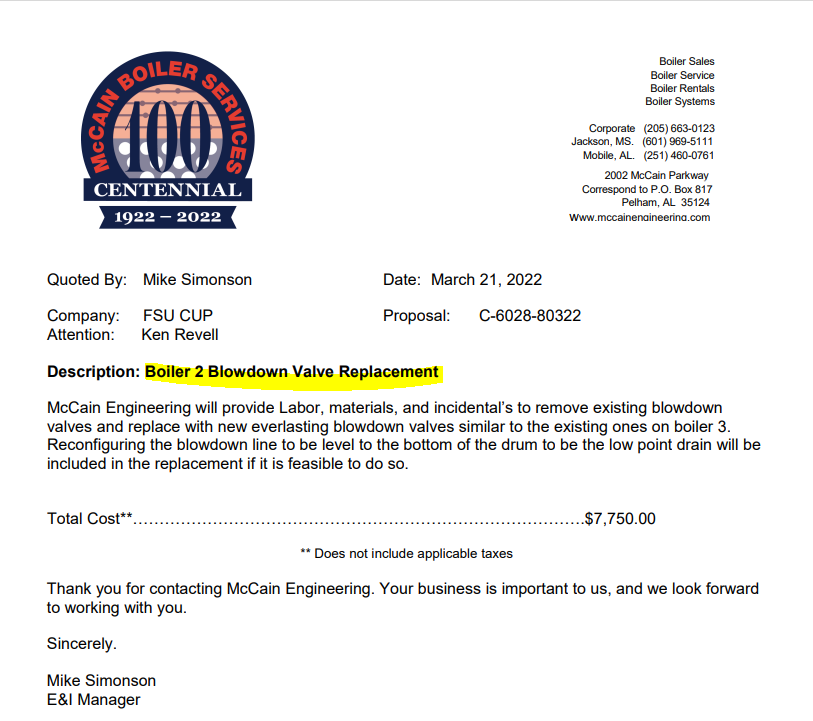 McCAIN BOILER SERVICES
100
CENTENNIAL
1922 – 2022
Boiler Sales
Boiler Service
Boiler Rentals
Boiler Systems
Corporate (205) 663-0123
Jackson, MS. (601) 969-5111
Mobile, AL. (251) 460-0761
2002 McCain Parkway
Correspond to P.O. Box 817
Pelham, AL 35124
Www.mccainengineering.com
Quoted By: Mike Simonson Date: March 21, 2022
Company: FSU CUP Proposal: C-6028-80322
Attention: Ken Revell
Description: Boiler 2 Blowdown Valve Replacement
McCain Engineering will provide Labor, materials, and incidental's to remove existing blowdown
valves and replace with new everlasting blowdown valves similar to the existing ones on boiler 3.
Reconfiguring the blowdown line to be level to the bottom of the drum to be the low point drain will be
included in the replacement if it is feasible to do so.
Total Cost**……………………………………………………………………………$7,750.00
** Does not include applicable taxes
Thank you for contacting McCain Engineering. Your business is important to us, and we look forward
to working with you.
Sincerely.
Mike Simonson
E&I Manager